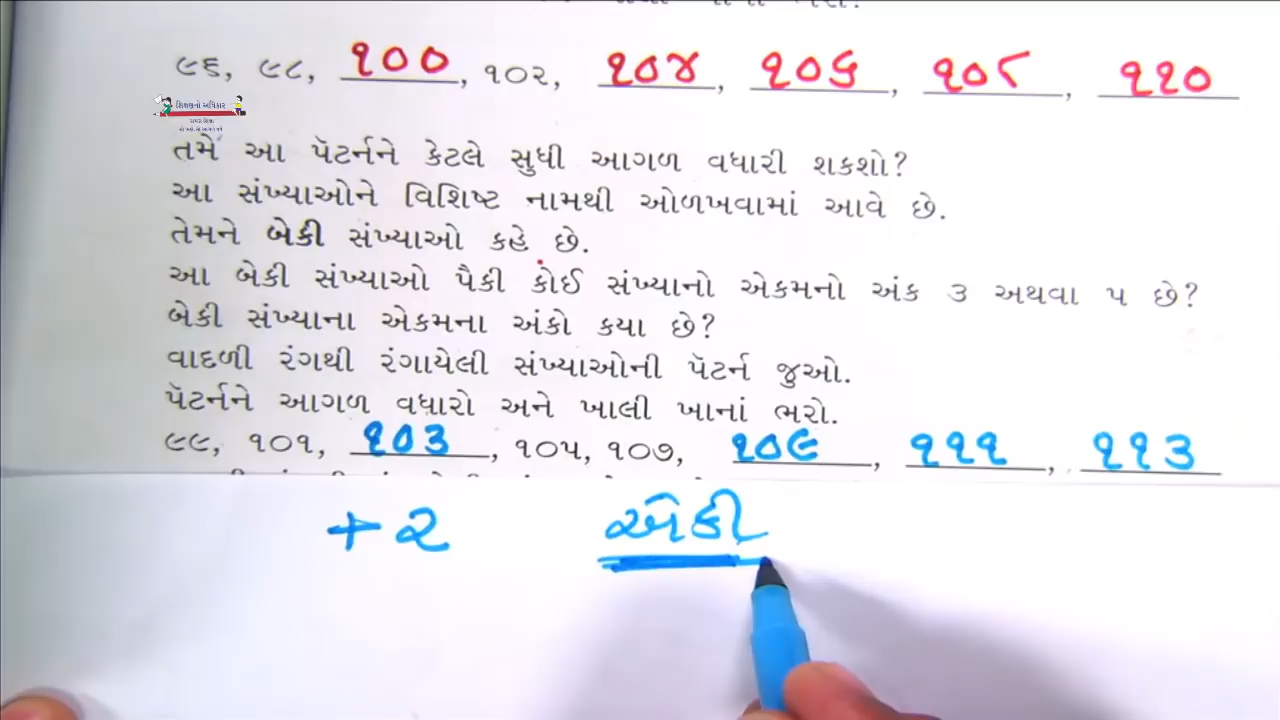 ૯૬, ૯૮, ૧૦૦, ૧૦૨, ૧૦૪, ૧૦૬, ૧૦૮, ૧૧૦
શિક્ષણનો અધિકાર
તમે આ પૅટર્નને કેટલે સુધી આગળ વધારી શકશો?
આ સંખ્યાઓને વિશિષ્ટ નામથી ઓળખવામાં આવે છે.
તેમને બેકી સંખ્યાઓ કહે છે.
આ બેકી સંખ્યાઓ પૈકી કોઈ સંખ્યાનો એકમનો અંક ૩ અથવા ૫ છે?
બેકી સંખ્યાના એકમના અંકો કયા છે?
વાદળી રંગથી રંગાયેલી સંખ્યાઓની પૅટર્ન જુઓ.
પૅટર્નને આગળ વધારો અને ખાલી ખાનાં ભરો.
૯૯, ૧૦૧, ૧૦૩, ૧૦૫, ૧૦૭, ૧૦૯, ૧૧૧, ૧૧૩
+ ૨ એકી